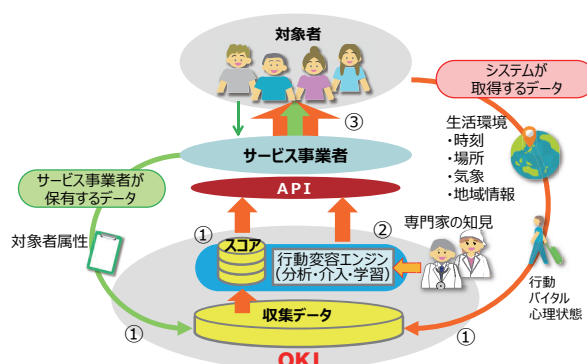 対象者
システムが
取得するデータ
③
生活環境
・時刻
・場所
・気象
・地域情報
サービス事業者
サービス事業者が
保有するデータ
API
対象者属性
①
スコア
②
専門家の知見
行動変容エンジン
(分析・介入・学習)
行動
バイタル
心理状態
収集データ
①
①
OKI